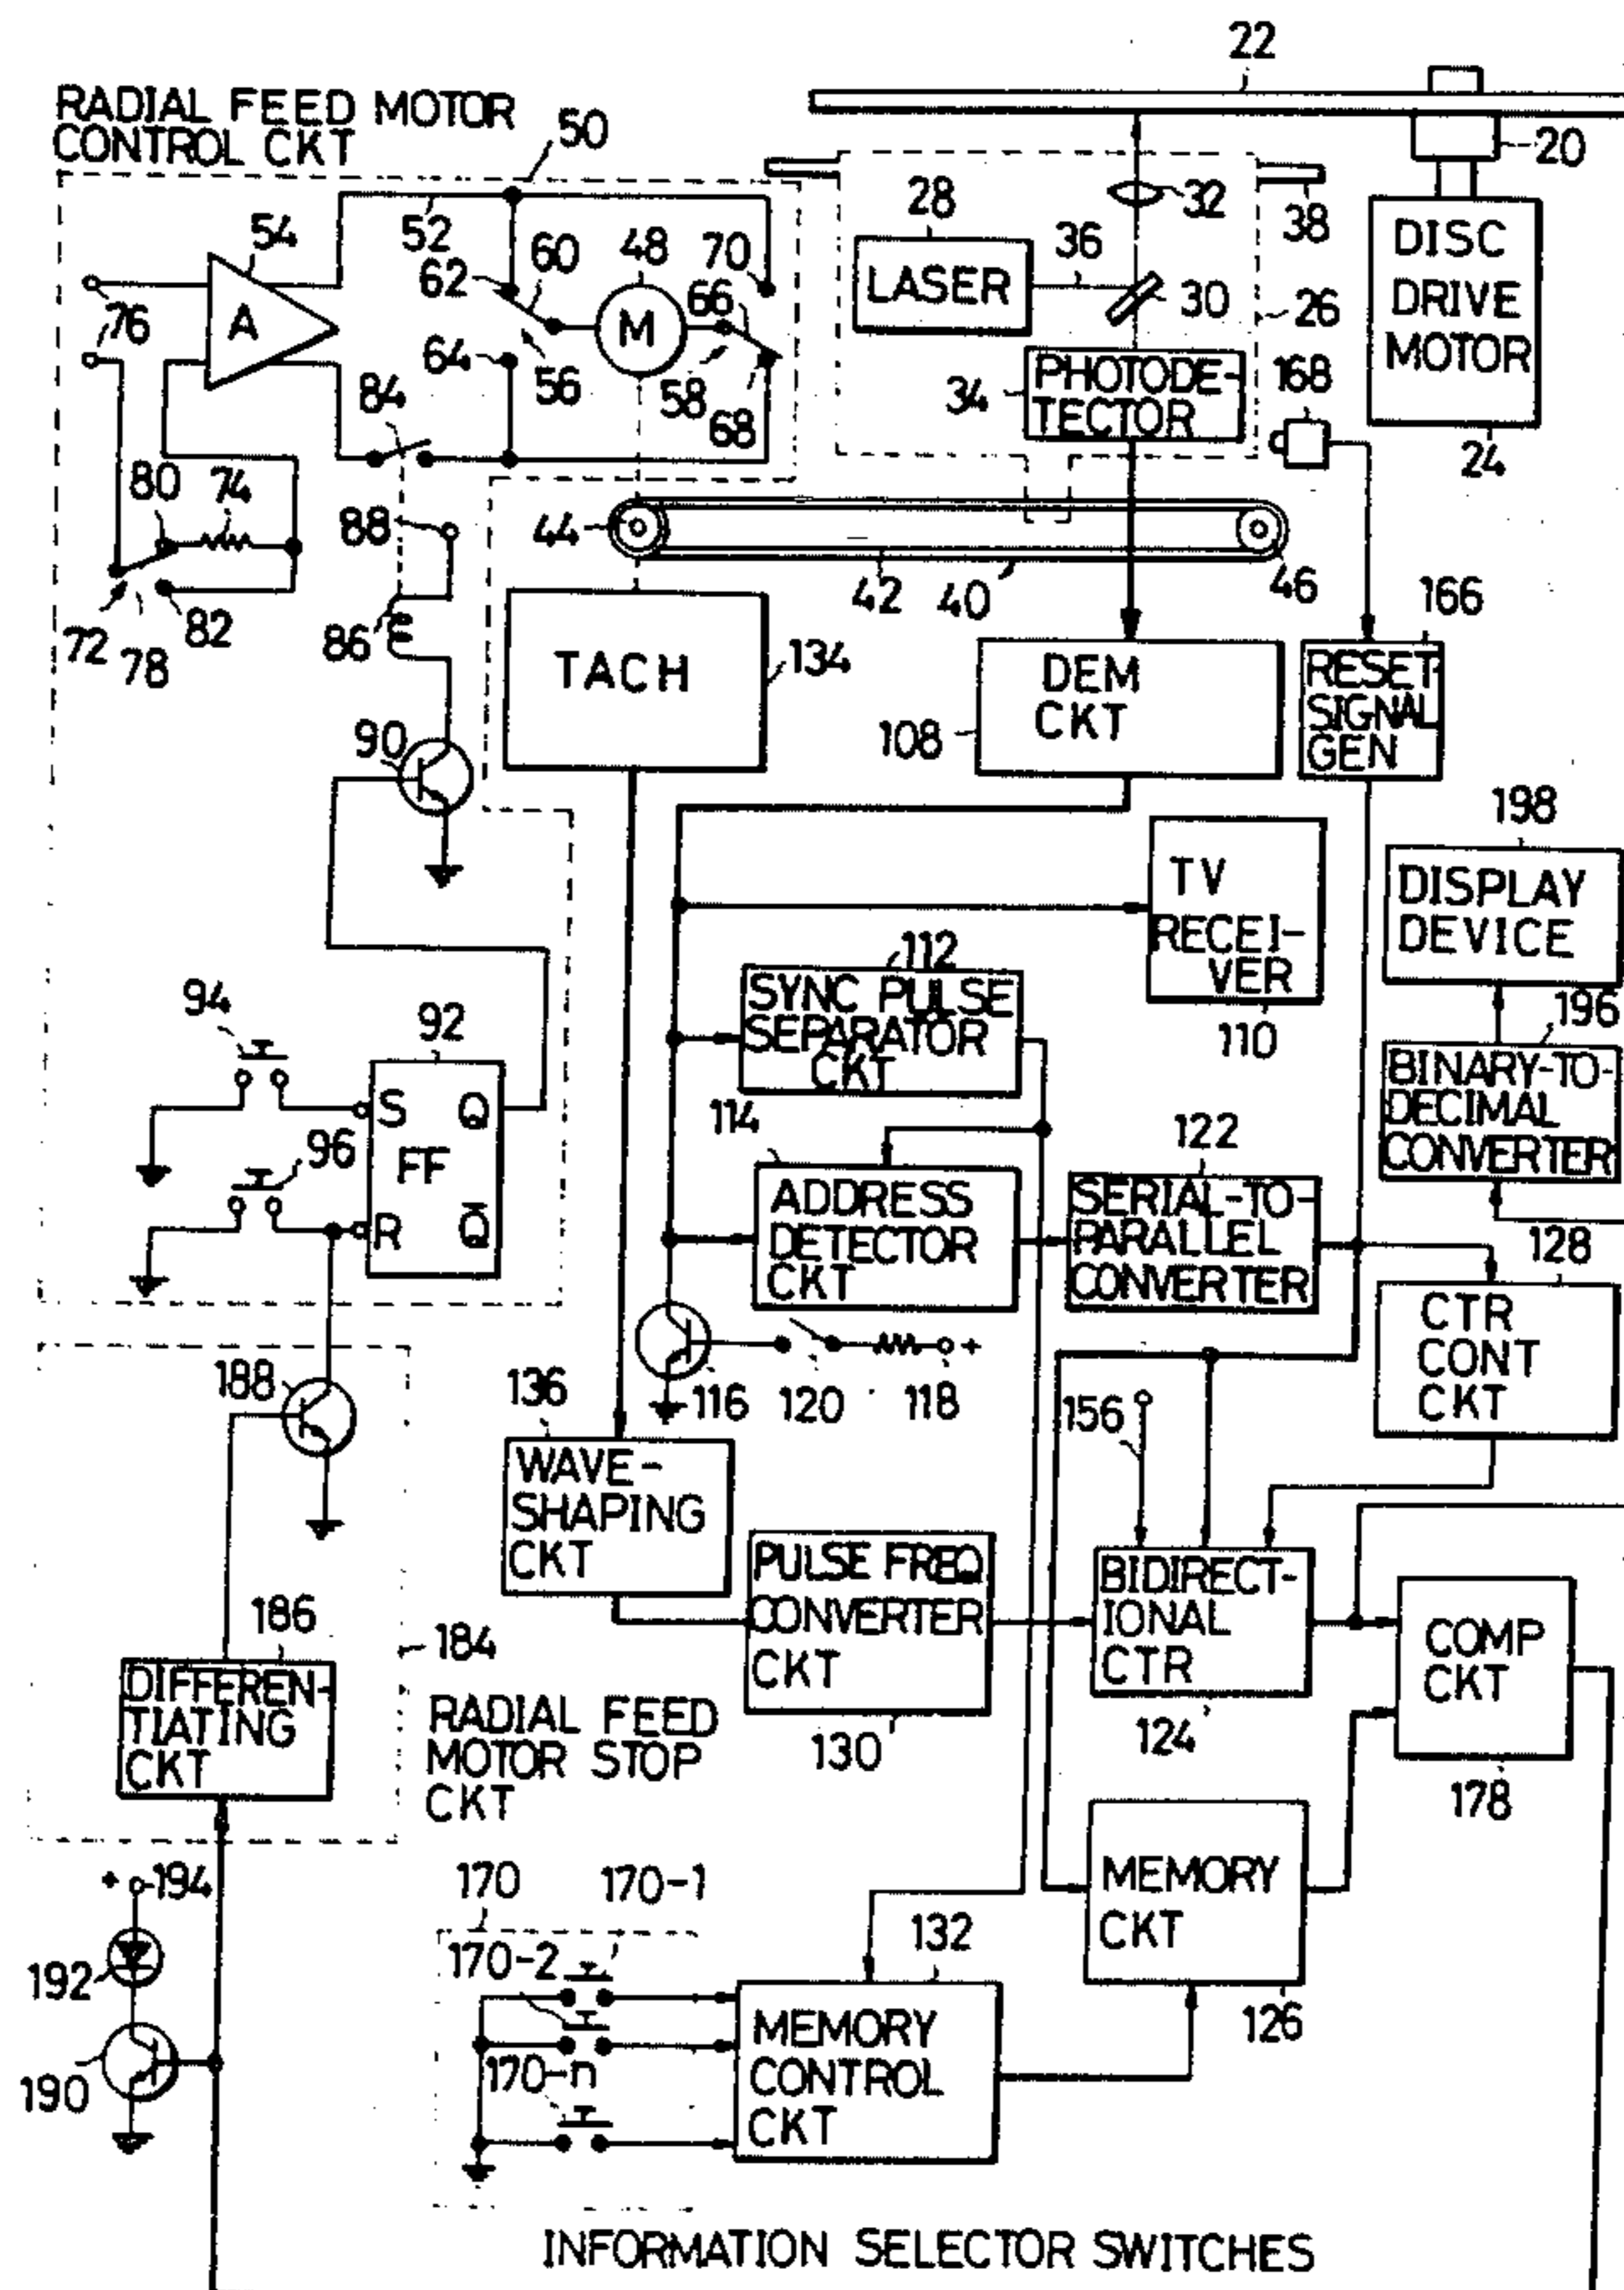 22
RADIAL FEED MOTOR
CONTROL CKT
50
20
54
52
62
60
48
70
28
36
32
38
DISC
DRIVE
MOTOR
LASER
30
26
76
A
M
66
64
56
58
68
84
34
PHOTODE-
TECTOR
168
24
80
74
88
44
42
40
46
72
78
82
86
TACH
134
DEM
CKT
108
166
RESET
SIGNAL
GEN
90
198
DISPLAY
DEVICE
TV
RECEI-
VER
110
112
SYNC PULSE
SEPARATOR
CKT
196
BINARY-TO-
DECIMAL
CONVERTER
94
92
S
Q
FF
R
Q̄
96
114
ADDRESS
DETECTOR
CKT
122
SERIAL-TO-
PARALLEL
CONVERTER
128
CTR
CONT
CKT
188
116
120
118
+
136
WAVE-
SHAPING
CKT
156
PULSE FREQ
CONVERTER
CKT
130
BIDIRECT-
IONAL
CTR
124
COMP
CKT
178
186
184
DIFFEREN-
TIATING
CKT
RADIAL FEED
MOTOR STOP
CKT
+
194
192
190
170
170-1
170-2
170-n
132
MEMORY
CONTROL
CKT
MEMORY
CKT
126
INFORMATION SELECTOR SWITCHES